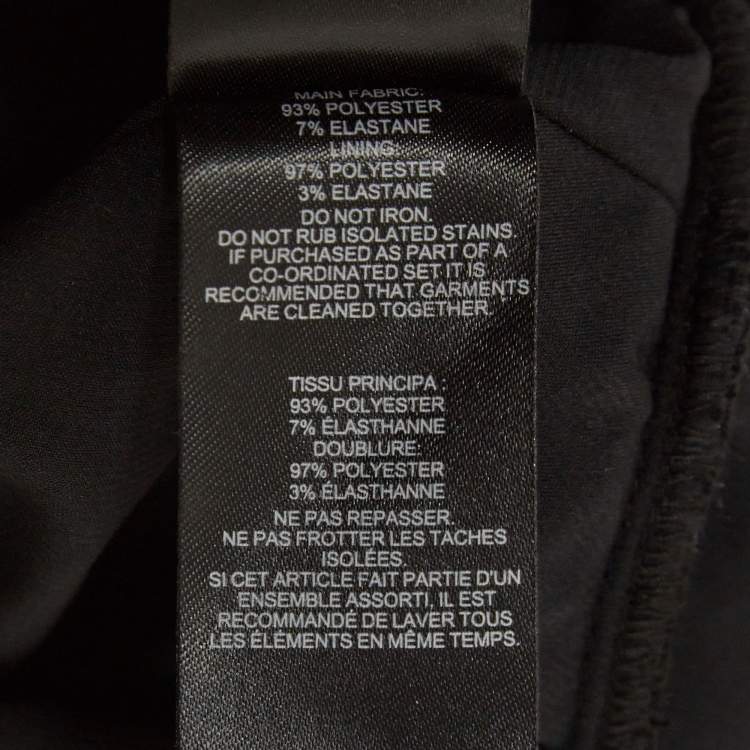 MAIN FABRIC:
93% POLYESTER
7% ELASTANE
LINING:
97% POLYESTER
3% ELASTANE
DO NOT IRON.
DO NOT RUB ISOLATED STAINS.
IF PURCHASED AS PART OF A
CO-ORDINATED SET IT IS
RECOMMENDED THAT GARMENTS
ARE CLEANED TOGETHER.
TISSU PRINCIPA :
93% POLYESTER
7% ÉLASTHANNE
DOUBLURE:
97% POLYESTER
3% ÉLASTHANNE
NE PAS REPASSER.
NE PAS FROTTER LES TACHES
ISOLÉES.
SI CET ARTICLE FAIT PARTIE D'UN
ENSEMBLE ASSORTI, IL EST
RECOMMANDÉ DE LAVER TOUS
LES ÉLÉMENTS EN MÊME TEMPS.